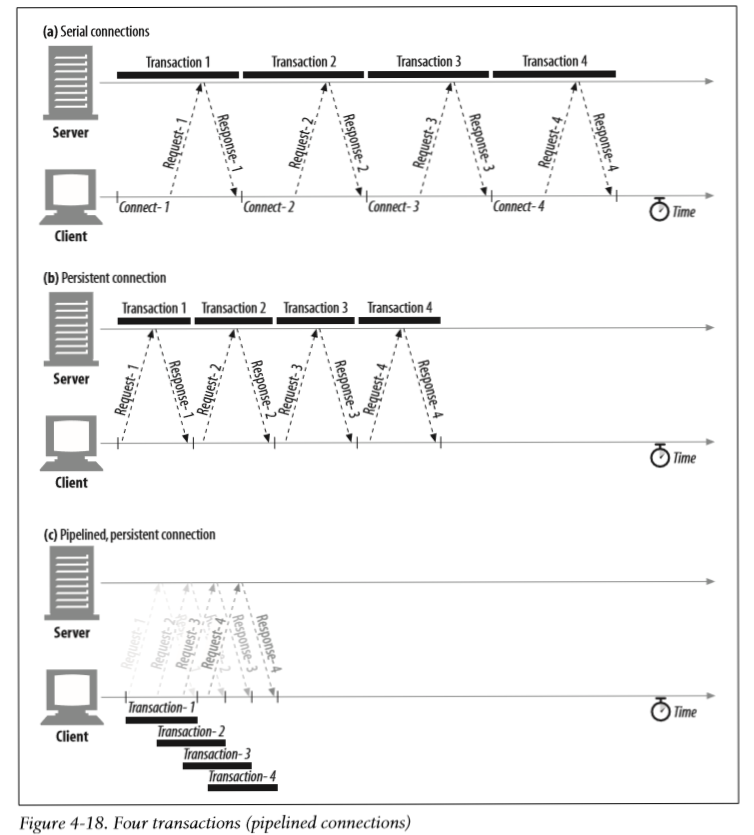 (a) Serial connections
Transaction 1 Transaction 2 Transaction 3 Transaction 4
Server
Request-1 Response-1 Request-2 Response-2 Request-3 Response-3 Request-4 Response-4
Connect-1 Connect-2 Connect-3 Connect-4
Time
Client
(b) Persistent connection
Transaction 1 Transaction 2 Transaction 3 Transaction 4
Server
Request-1 Response-1 Request-2 Response-2 Request-3 Response-3 Request-4 Response-4
Time
Client
(c) Pipelined, persistent connection
Server
Request-1 Request-2 Request-3 Request-4 Response-3 Response-4
Transaction-1
Time
Client
Transaction-2
Transaction-3
Transaction-4
Figure 4-18. Four transactions (pipelined connections)